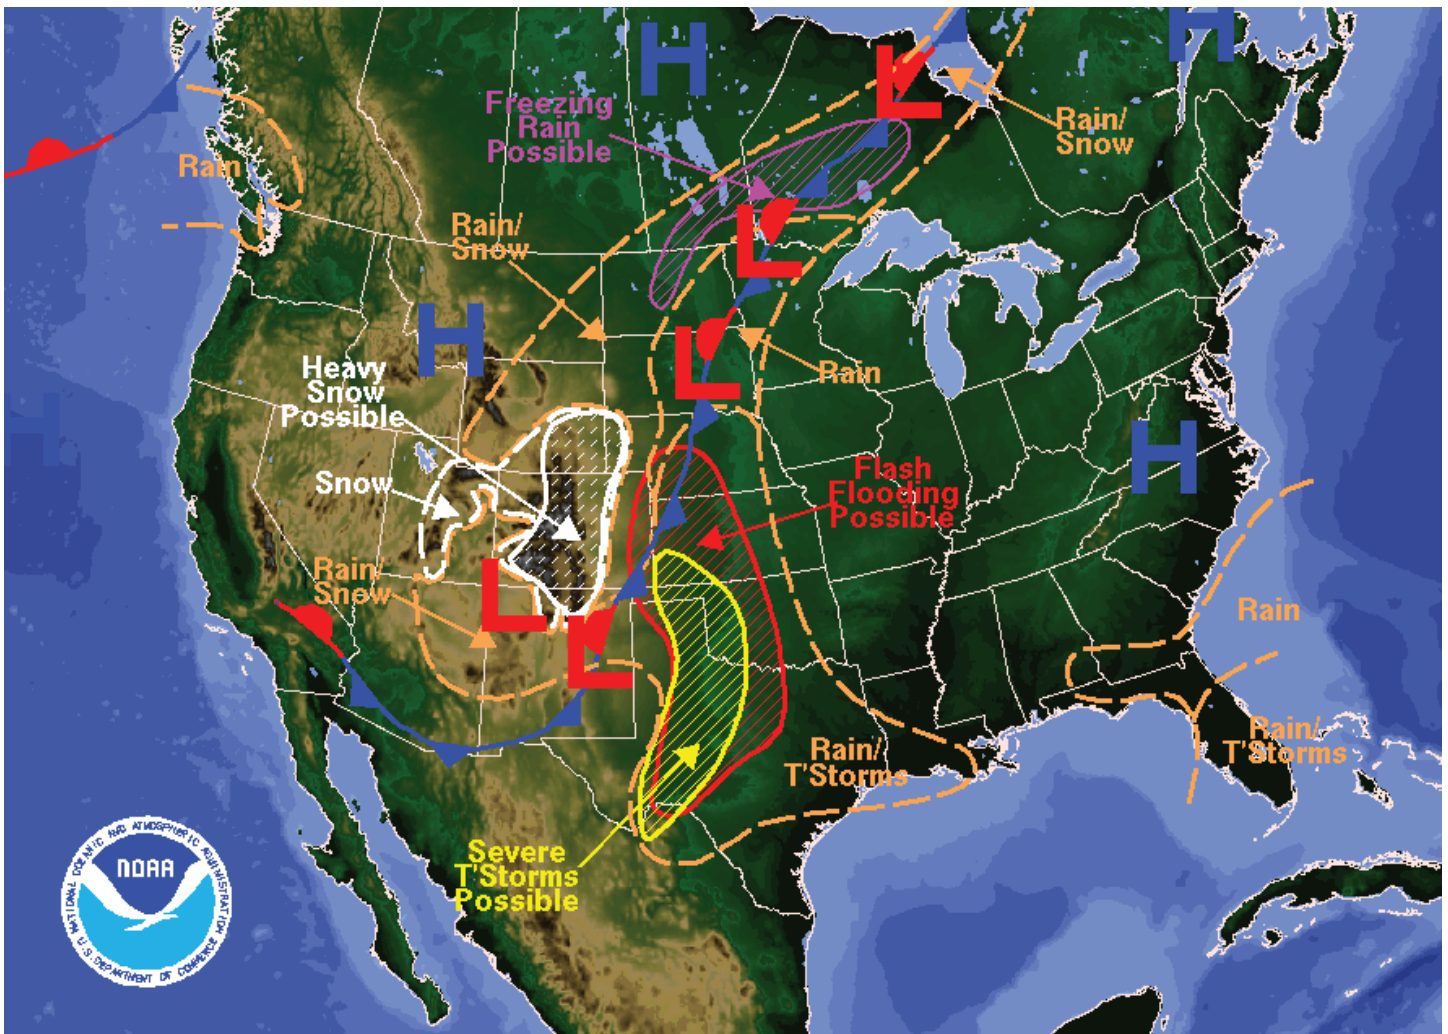 H
H
L
Freezing
Rain
Possible
Rain/
Snow
Rain
Rain/
Snow
L
H
L
Heavy
Snow
Possible
Rain
H
H
Flash
Flooding
Possible
Snow
Rain/
Snow
L
L
Rain
Rain/
T'Storms
Rain/
T'Storms
Severe
T'Storms
Possible
NATIONAL OCEANIC AND ATMOSPHERIC ADMINISTRATION
NOAA
U.S. DEPARTMENT OF COMMERCE